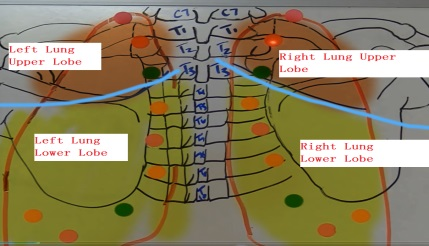 C7 C7
T1 T1
T2 T2
T3 T3
Left Lung
Upper Lobe
Right Lung Upper
Lobe
Left Lung
Lower Lobe
Right Lung
Lower Lobe